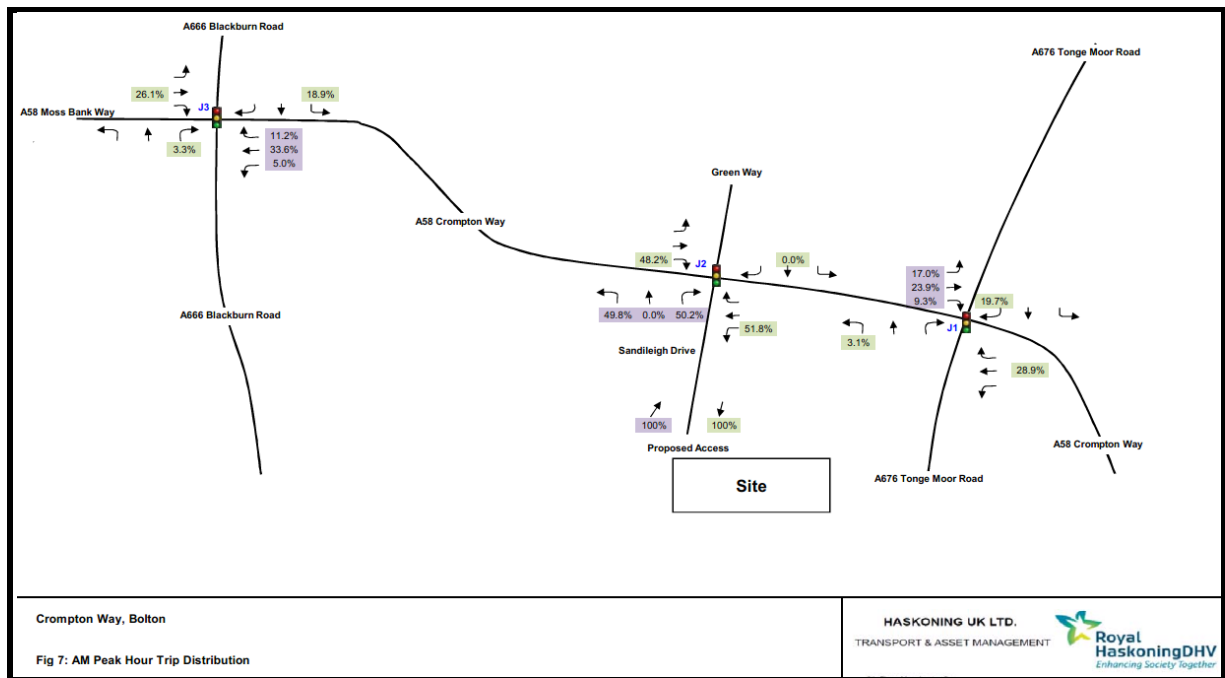 A666 Blackburn Road
A676 Tonge Moor Road
26.1%
18.9%
J3
A58 Moss Bank Way
11.2%
33.6%
5.0%
3.3%
Green Way
A58 Crompton Way
48.2%
J2
0.0%
17.0%
23.9%
9.3%
19.7%
J1
49.8% 0.0% 50.2%
51.8%
3.1%
A666 Blackburn Road
Sandileigh Drive
28.9%
100%
100%
Proposed Access
A58 Crompton Way
A676 Tonge Moor Road
Site
Crompton Way, Bolton
Fig 7: AM Peak Hour Trip Distribution
HASKONING UK LTD.
TRANSPORT & ASSET MANAGEMENT
Royal
HaskoningDHV
Enhancing Society Together